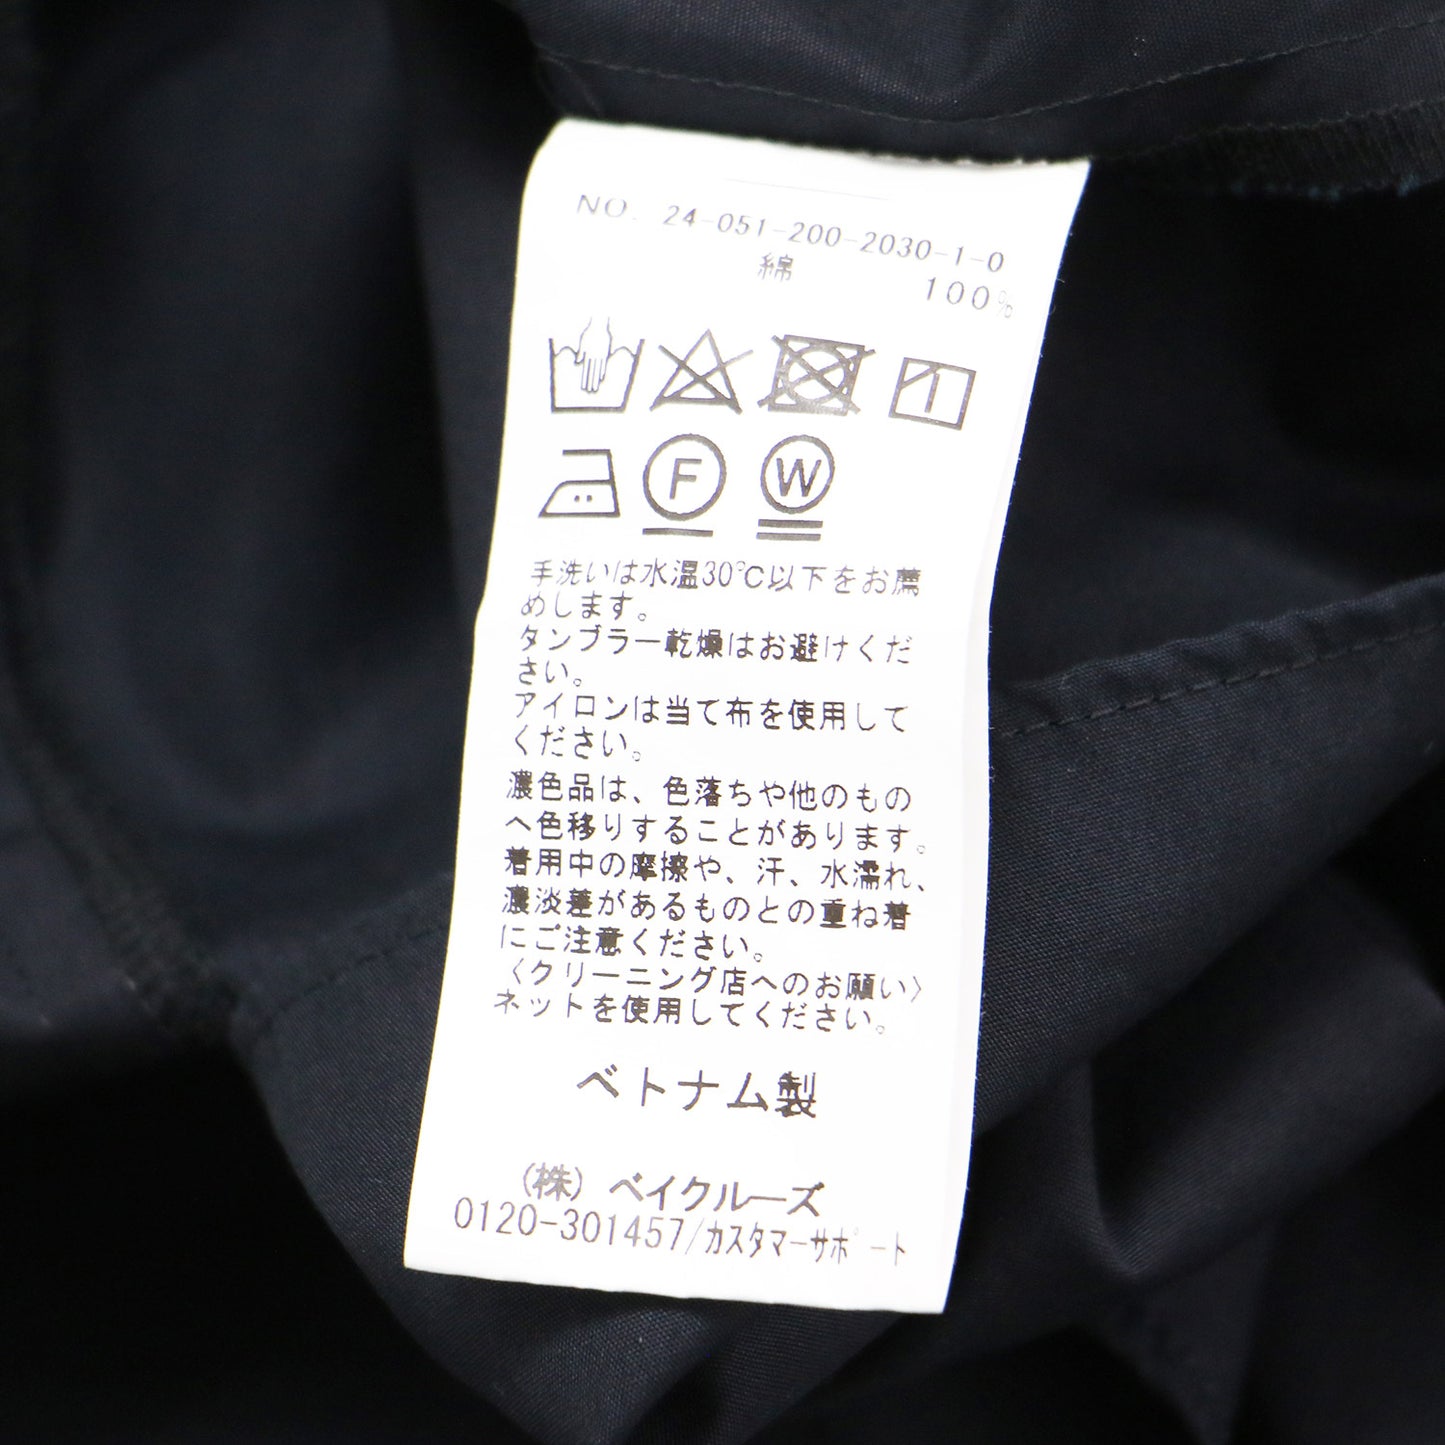 NO. 24-051-200-2030-1-0
綿 100%
F W
手洗いは水温30℃以下をお薦
めします。
タンブラー乾燥はお避けくだ
さい。
アイロンは当て布を使用して
ください。
濃色品は、色落ちや他のもの
へ色移りすることがあります。
着用中の摩擦や、汗、水濡れ、
濃淡差があるものとの重ね着
にご注意ください。
〈クリーニング店へのお願い〉
ネットを使用してください。
ベトナム製
(株) ベイクルーズ
0120-301457/カスタマーサポート